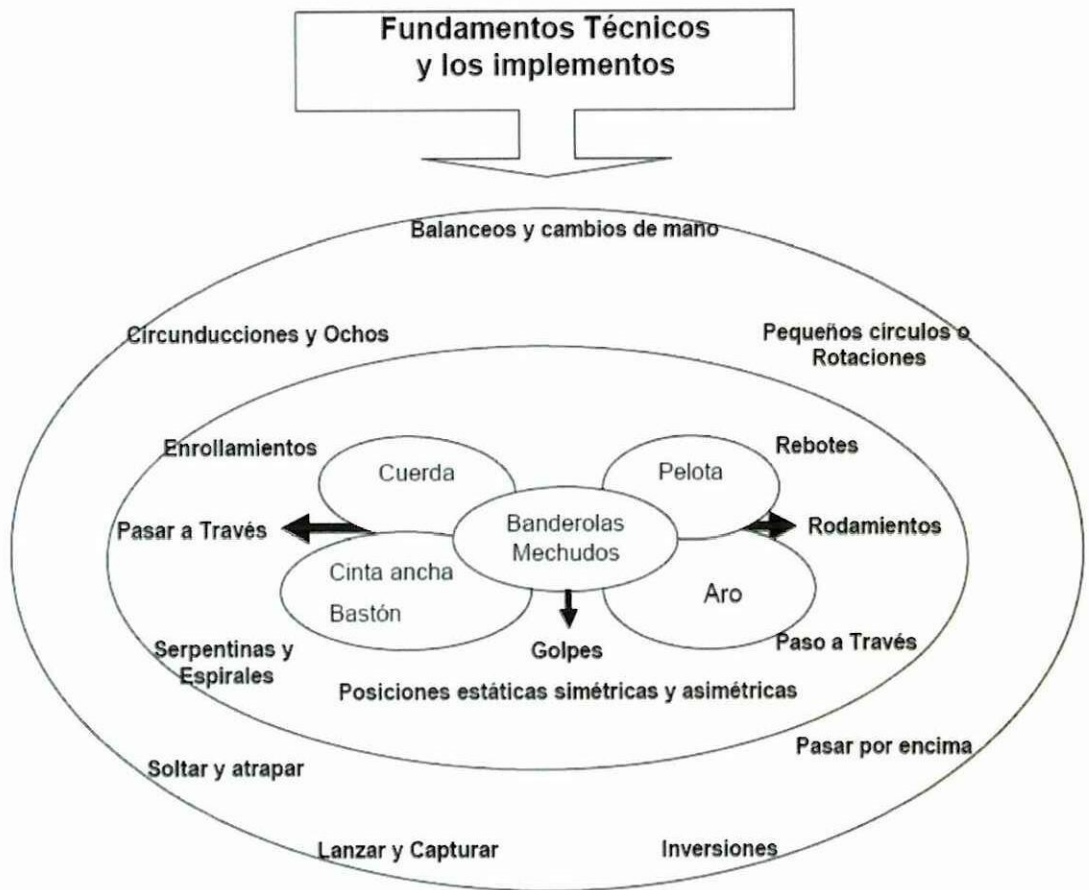 Fundamentos Técnicos
y los implementos
Balanceos y cambios de mano
Circunducciones y Ochos
Pequeños círculos o
Rotaciones
Enrollamientos
Rebotes
Cuerda
Pelota
Pasar a Través
Banderolas
Mechudos
Rodamientos
Cinta ancha
Bastón
Aro
Golpes
Paso a Través
Serpentinas y
Espirales
Posiciones estáticas simétricas y asimétricas
Pasar por encima
Soltar y atrapar
Lanzar y Capturar
Inversiones